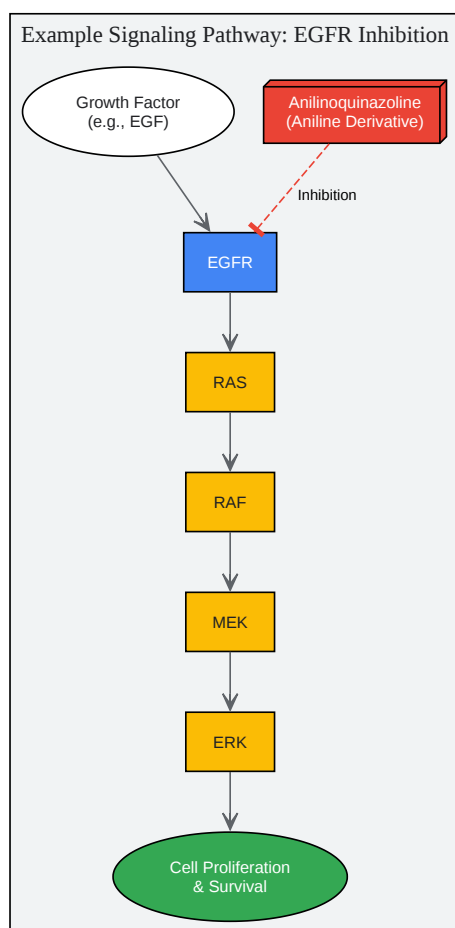 Example Signaling Pathway: EGFR Inhibition
Growth Factor
(e.g., EGF)
Anilinoquinazoline
(Aniline Derivative)
Inhibition
EGFR
RAS
RAF
MEK
ERK
Cell Proliferation
& Survival